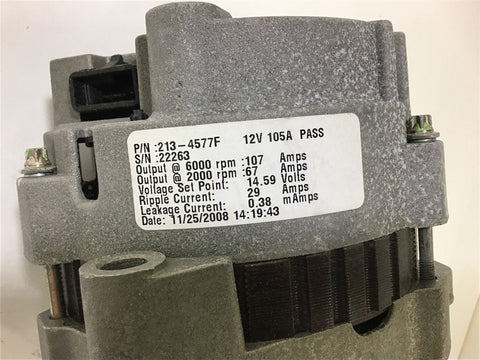 P/N :213-4577F 12V 105A PASS
S/N :22263
Output @ 6000 rpm :107 Amps
Output @ 2000 rpm :67 Amps
Voltage Set Point: 14.59 Volts
Ripple Current: 29 Amps
Leakage Current: 0.38 mAmps
Date: 11/25/2008 14:19:43